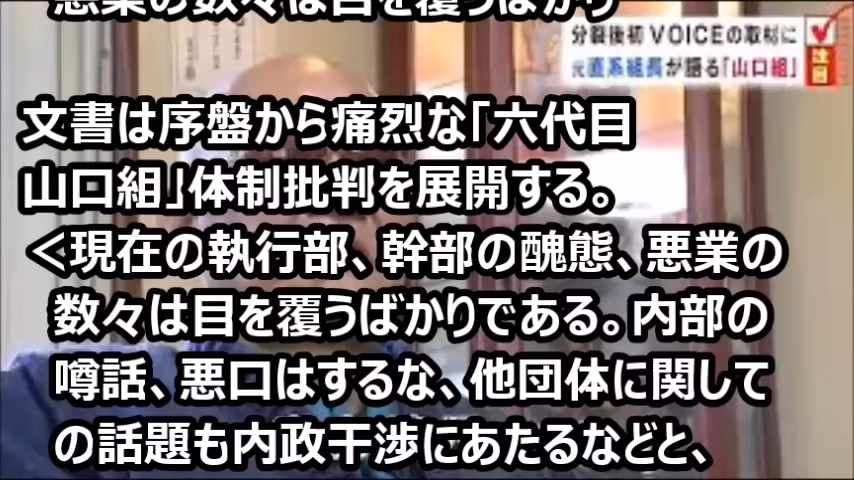 悪業の数々は目を覆うばかり
分裂後初 VOICEの取材に
元直系組長が語る「山口組」
注目
文書は序盤から痛烈な「六代目
山口組」体制批判を展開する。
＜現在の執行部、幹部の醜態、悪業の
数々は目を覆うばかりである。内部の
噂話、悪口はするな、他団体に関して
の話題も内政干渉にあたるなどと、